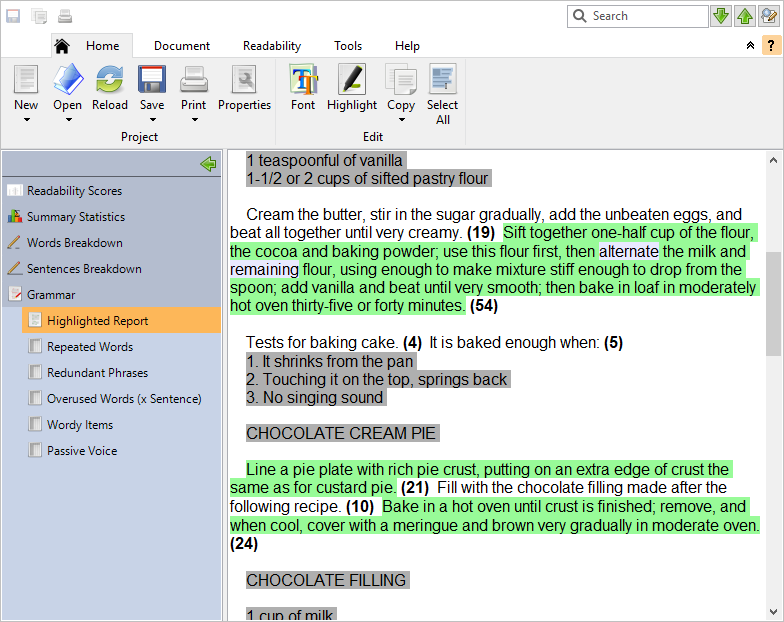 Search
Home Document Readability Tools Help
?
New Open Reload Save Print Properties Font Highlight Copy Select All
Project Edit
Readability Scores
Summary Statistics
Words Breakdown
Sentences Breakdown
Grammar
Highlighted Report
Repeated Words
Redundant Phrases
Overused Words (x Sentence)
Wordy Items
Passive Voice
1 teaspoonful of vanilla
1-1/2 or 2 cups of sifted pastry flour
Cream the butter, stir in the sugar gradually, add the unbeaten eggs, and
beat all together until very creamy. (19) Sift together one-half cup of the flour,
the cocoa and baking powder; use this flour first, then alternate the milk and
remaining flour, using enough to make mixture stiff enough to drop from the
spoon; add vanilla and beat until very smooth; then bake in loaf in moderately
hot oven thirty-five or forty minutes. (54)
Tests for baking cake. (4) It is baked enough when: (5)
1. It shrinks from the pan
2. Touching it on the top, springs back
3. No singing sound
CHOCOLATE CREAM PIE
Line a pie plate with rich pie crust, putting on an extra edge of crust the
same as for custard pie. (21) Fill with the chocolate filling made after the
following recipe. (10) Bake in a hot oven until crust is finished; remove, and
when cool, cover with a meringue and brown very gradually in moderate oven.
(24)
CHOCOLATE FILLING
1 cup of milk